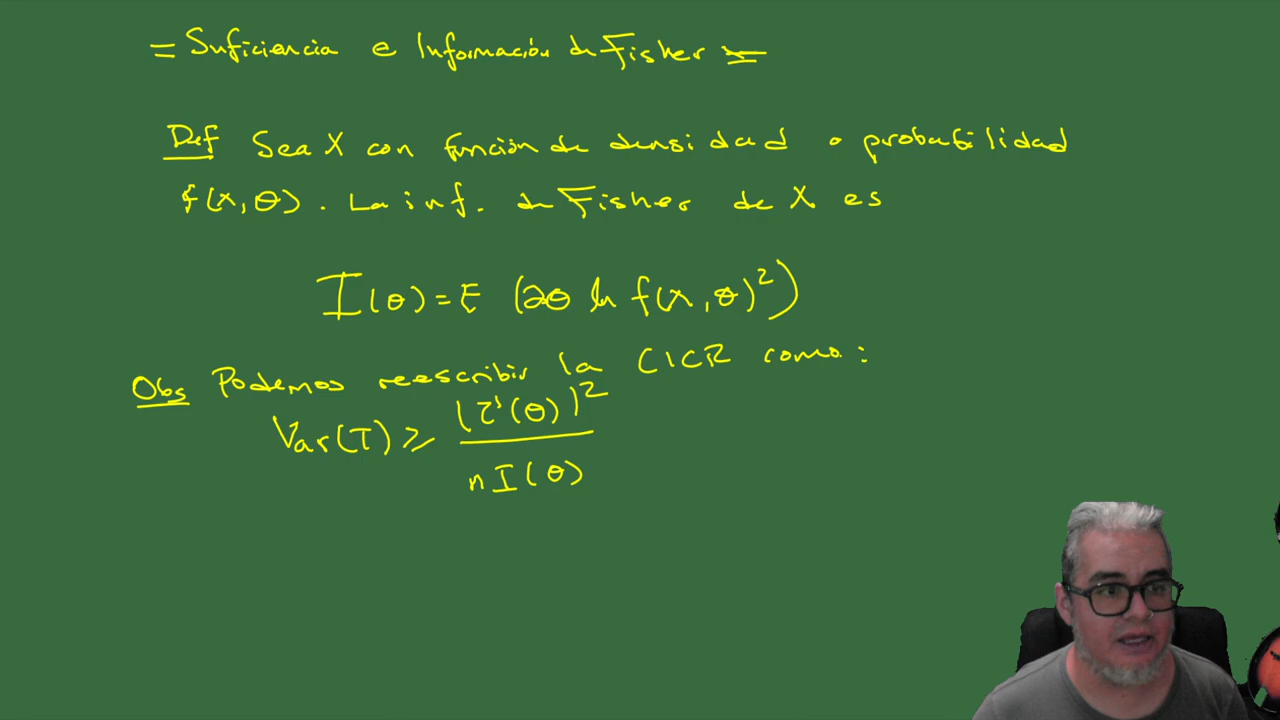 = Suficiencia e Información de Fisher =
Def Sea X con función de densidad o probabilidad
f(x,θ). La inf. de Fisher de X es
I(θ) = E (∂θ ln f(x,θ)²)
Obs Podemos reescribir la CICR como:
Var(T) ≥ (τ'(θ))² / nI(θ)